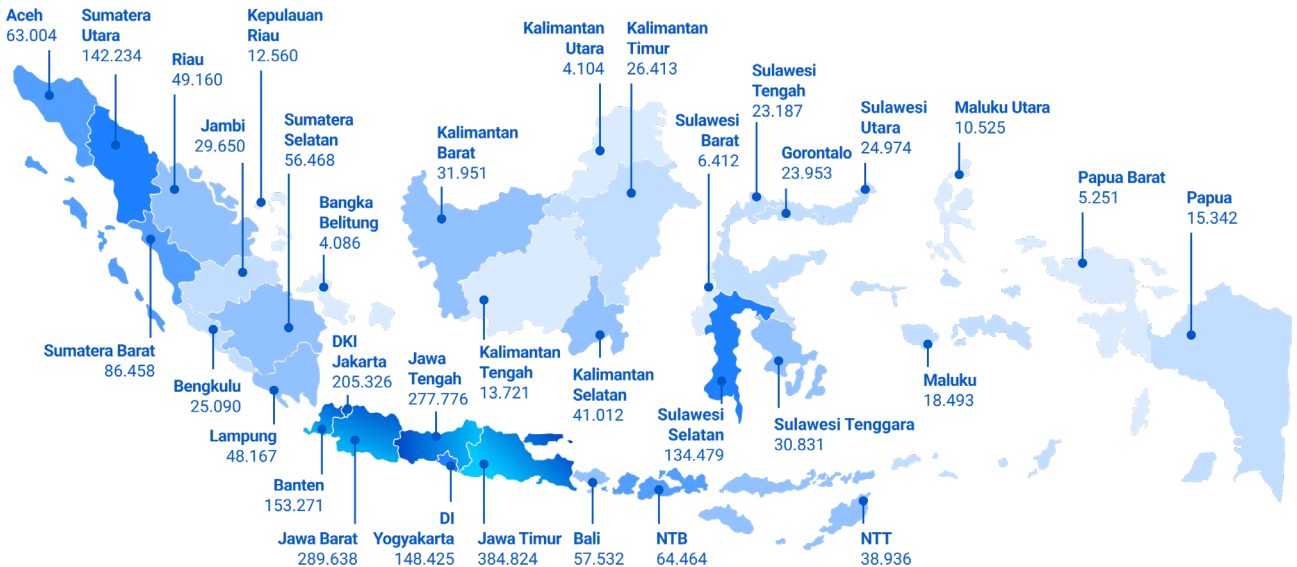 Aceh
63.004
Sumatera
Utara
142.234
Riau
49.160
Kepulauan
Riau
12.560
Jambi
29.650
Sumatera
Selatan
56.468
Bangka
Belitung
4.086
Sumatera Barat
86.458
Bengkulu
25.090
Lampung
48.167
Banten
153.271
DKI
Jakarta
205.326
Jawa
Tengah
277.776
Jawa Barat
289.638
DI
Yogyakarta
148.425
Jawa Timur
384.824
Bali
57.532
NTB
64.464
NTT
38.936
Kalimantan
Barat
31.951
Kalimantan
Utara
4.104
Kalimantan
Timur
26.413
Kalimantan
Tengah
13.721
Kalimantan
Selatan
41.012
Sulawesi
Barat
6.412
Sulawesi
Tengah
23.187
Gorontalo
23.953
Sulawesi
Utara
24.974
Sulawesi
Selatan
134.479
Sulawesi Tenggara
30.831
Maluku Utara
10.525
Maluku
18.493
Papua Barat
5.251
Papua
15.342